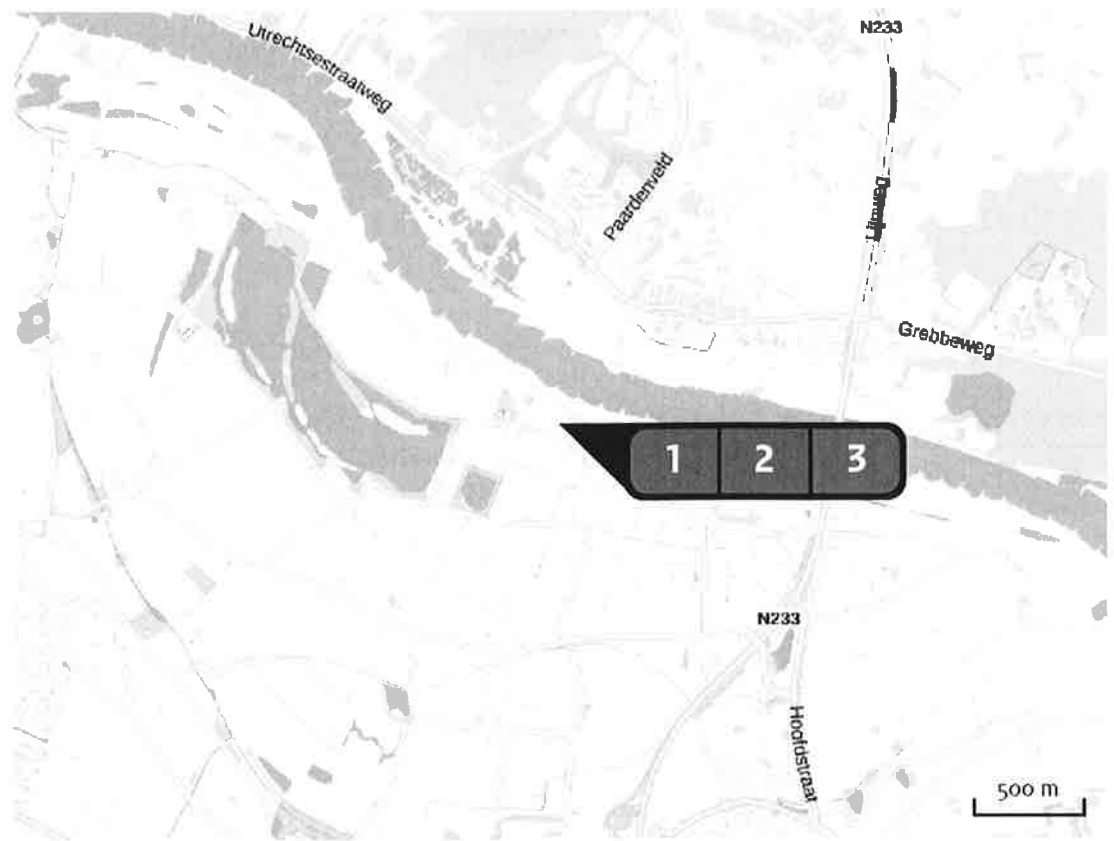 N233
Utrechtsestraatweg
Paardenveld
Grebbeweg
1 2 3
N233
Hoofdstraat
500 m